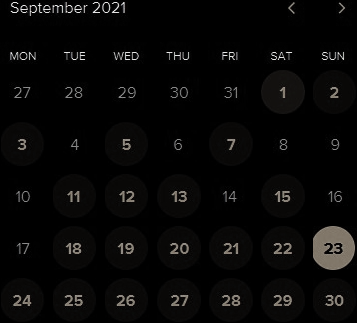 September 2021 < >
MON TUE WED THU FRI SAT SUN
27 28 29 30 31 1 2
3 4 5 6 7 8 9
10 11 12 13 14 15 16
17 18 19 20 21 22 23
24 25 26 27 28 29 30